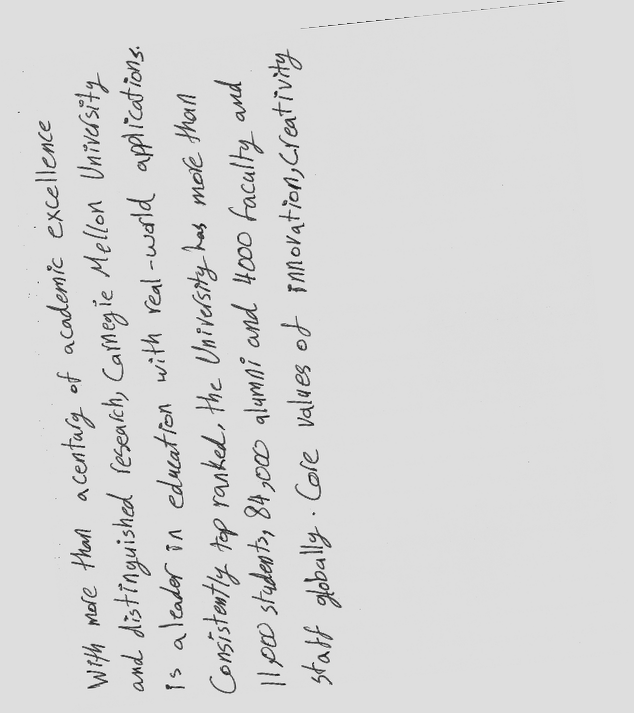 With more than acentury of academic excellence
and distinguished research, Carnegie Mellon University
is aleader in education with real-world applications.
Consistently top ranked, the University has more than
11,000 students, 84,000 alumni and 4000 faculty and
staff globally. Core values of innovation, creativity